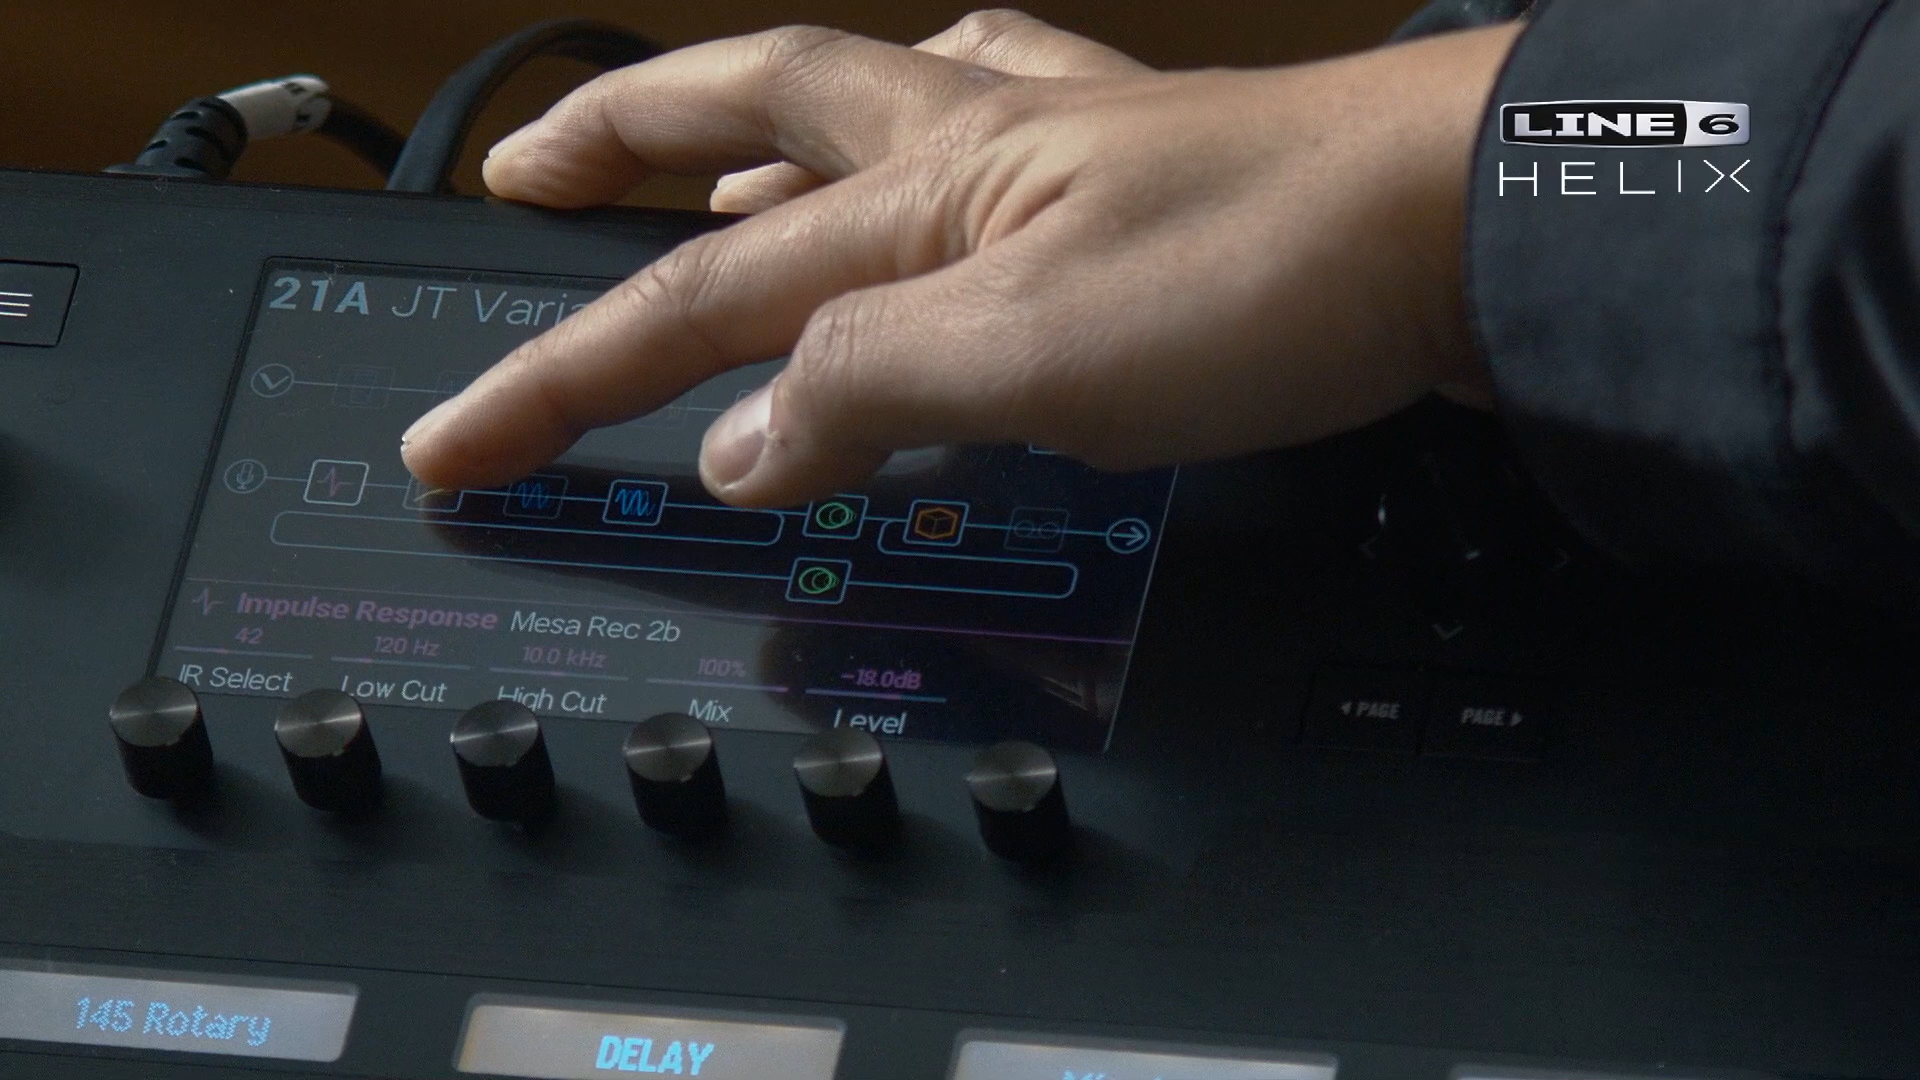 LINE 6
HELIX
21A JT Varia
Impulse Response Mesa Rec 2b
42 120 Hz 10.0 kHz 100% -18.0dB
IR Select Low Cut High Cut Mix Level
PAGE PAGE
145 Rotary DELAY